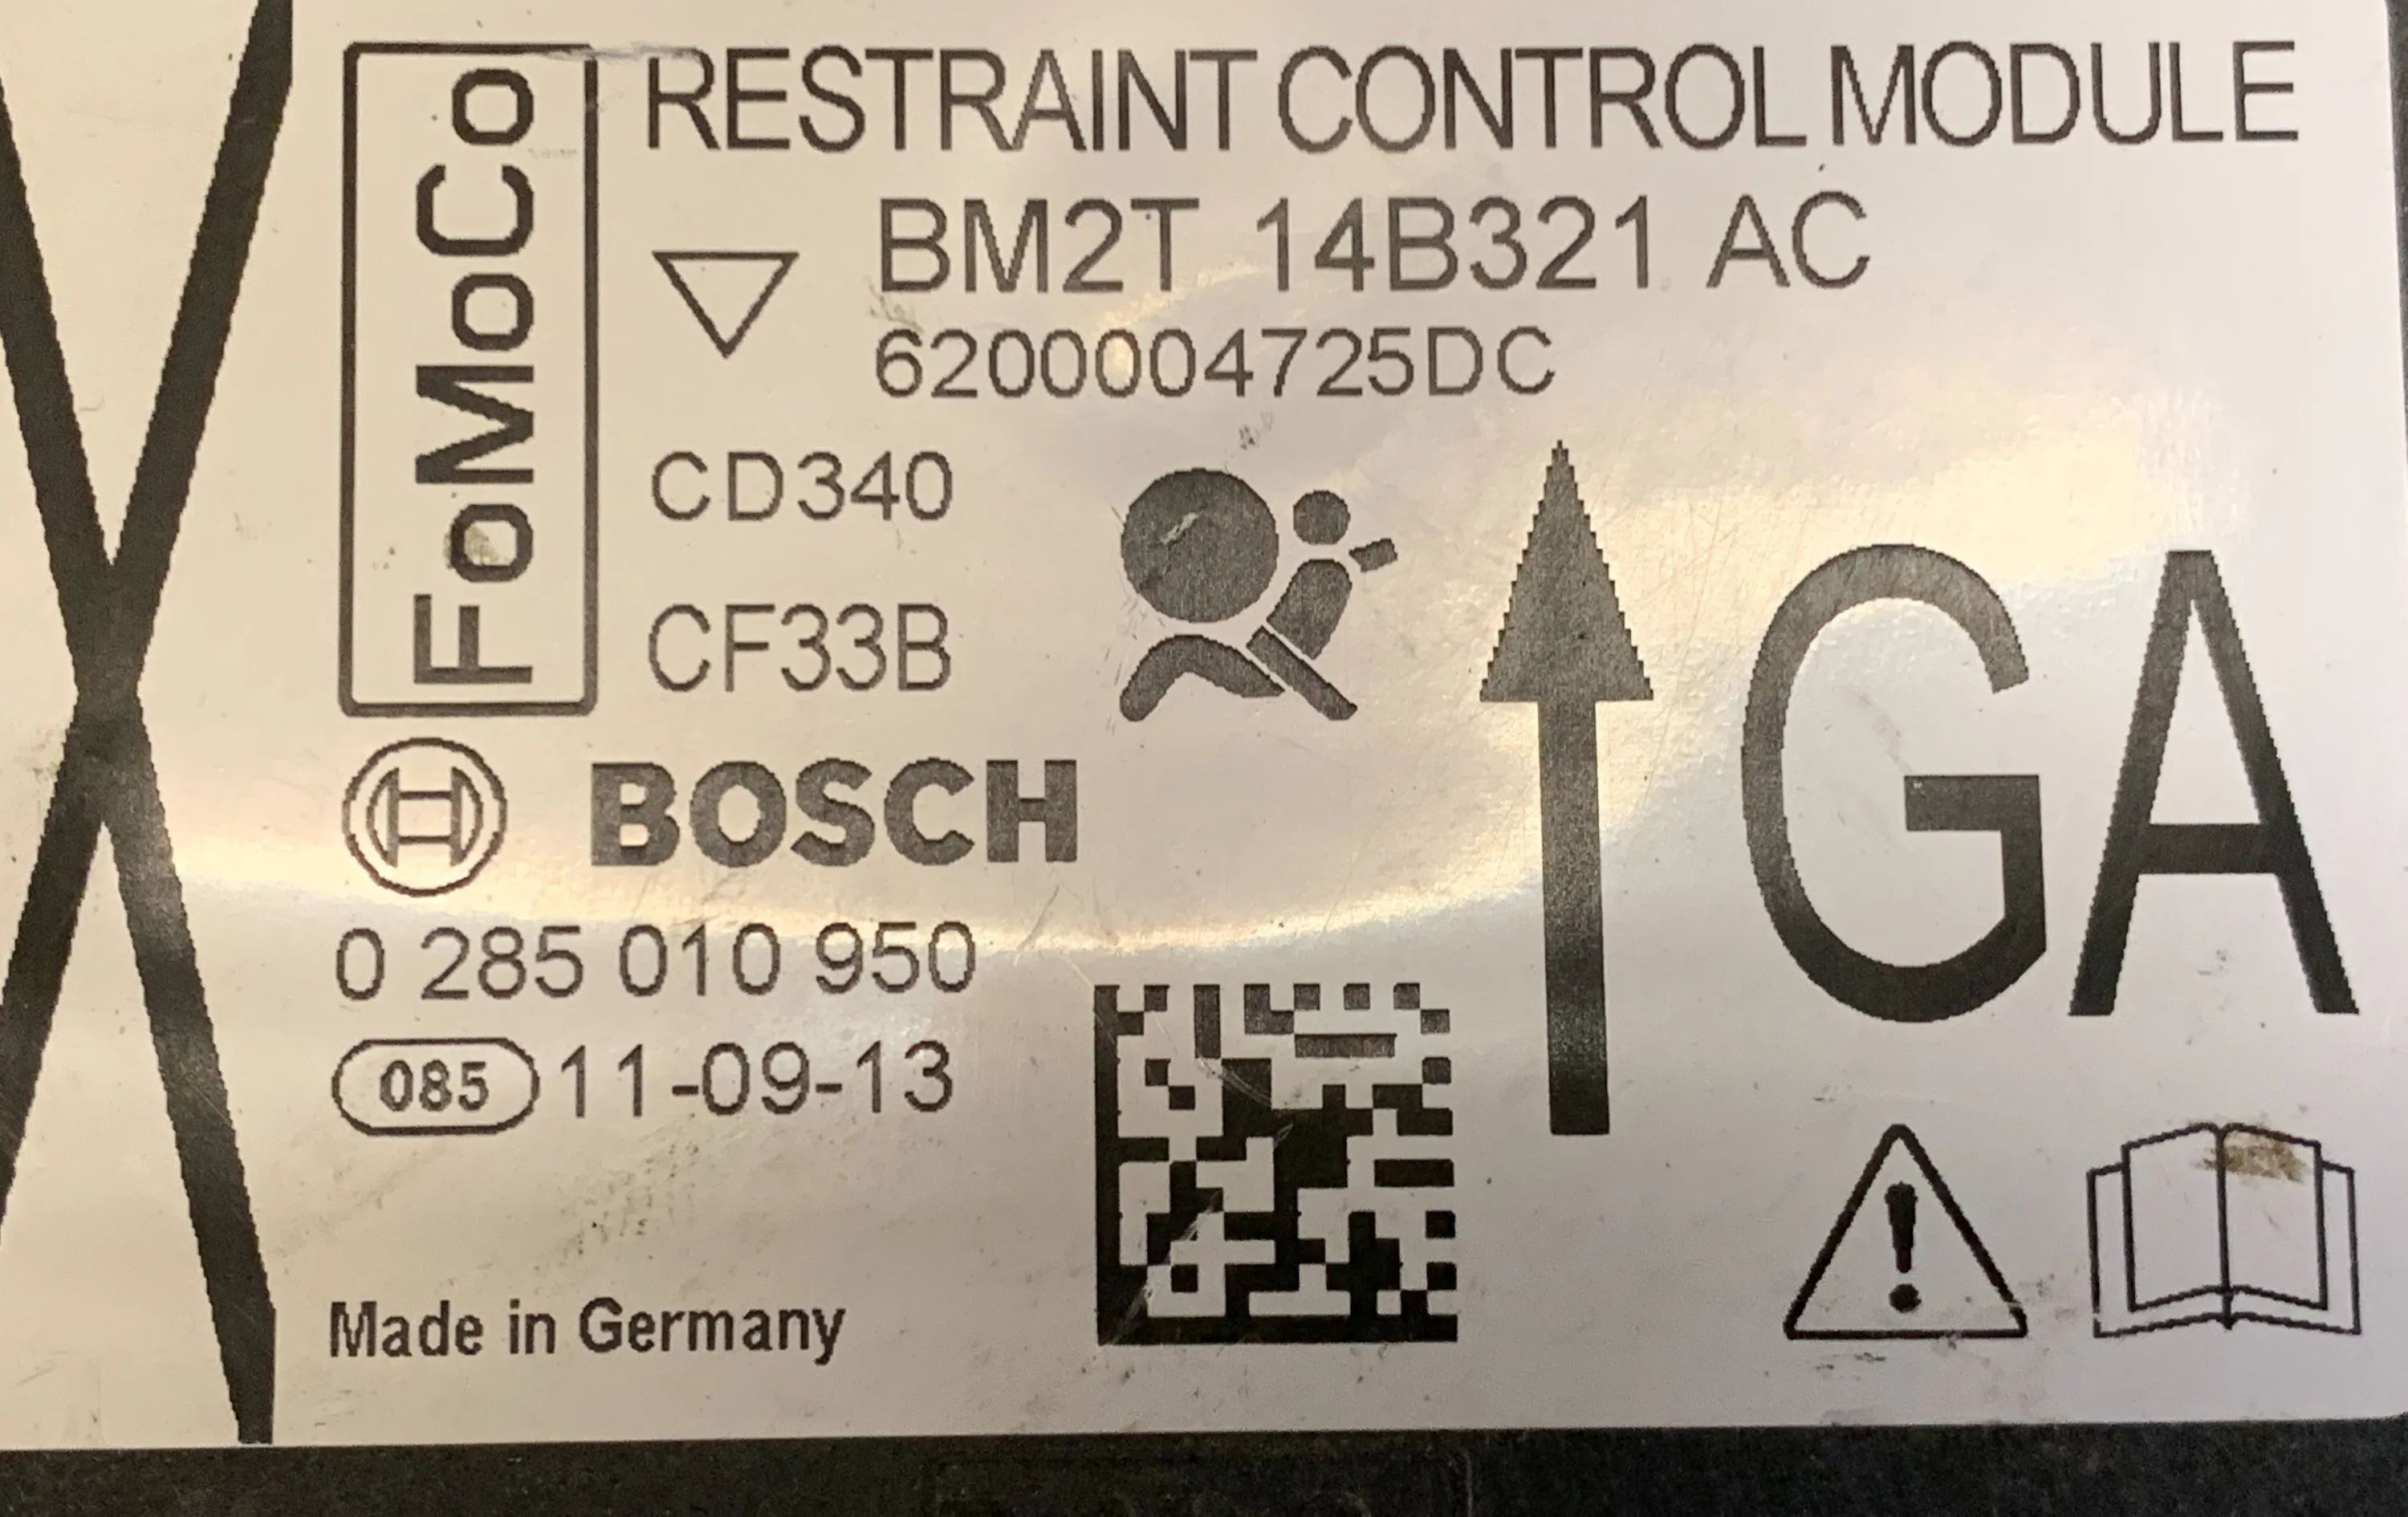 FoMoCo
RESTRAINT CONTROL MODULE
BM2T 14B321 AC
6200004725DC
CD340
CF33B
GA
BOSCH
0 285 010 950
085 11-09-13
Made in Germany